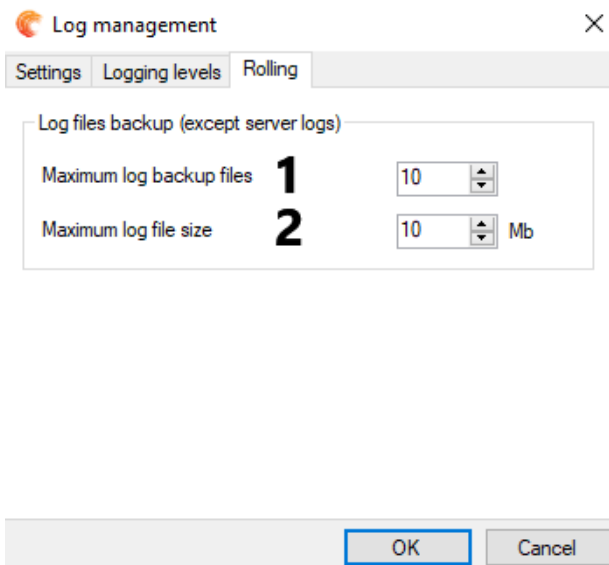 Log management
Settings Logging levels Rolling
Log files backup (except server logs)
Maximum log backup files 1 10
Maximum log file size 2 10 Mb
OK Cancel